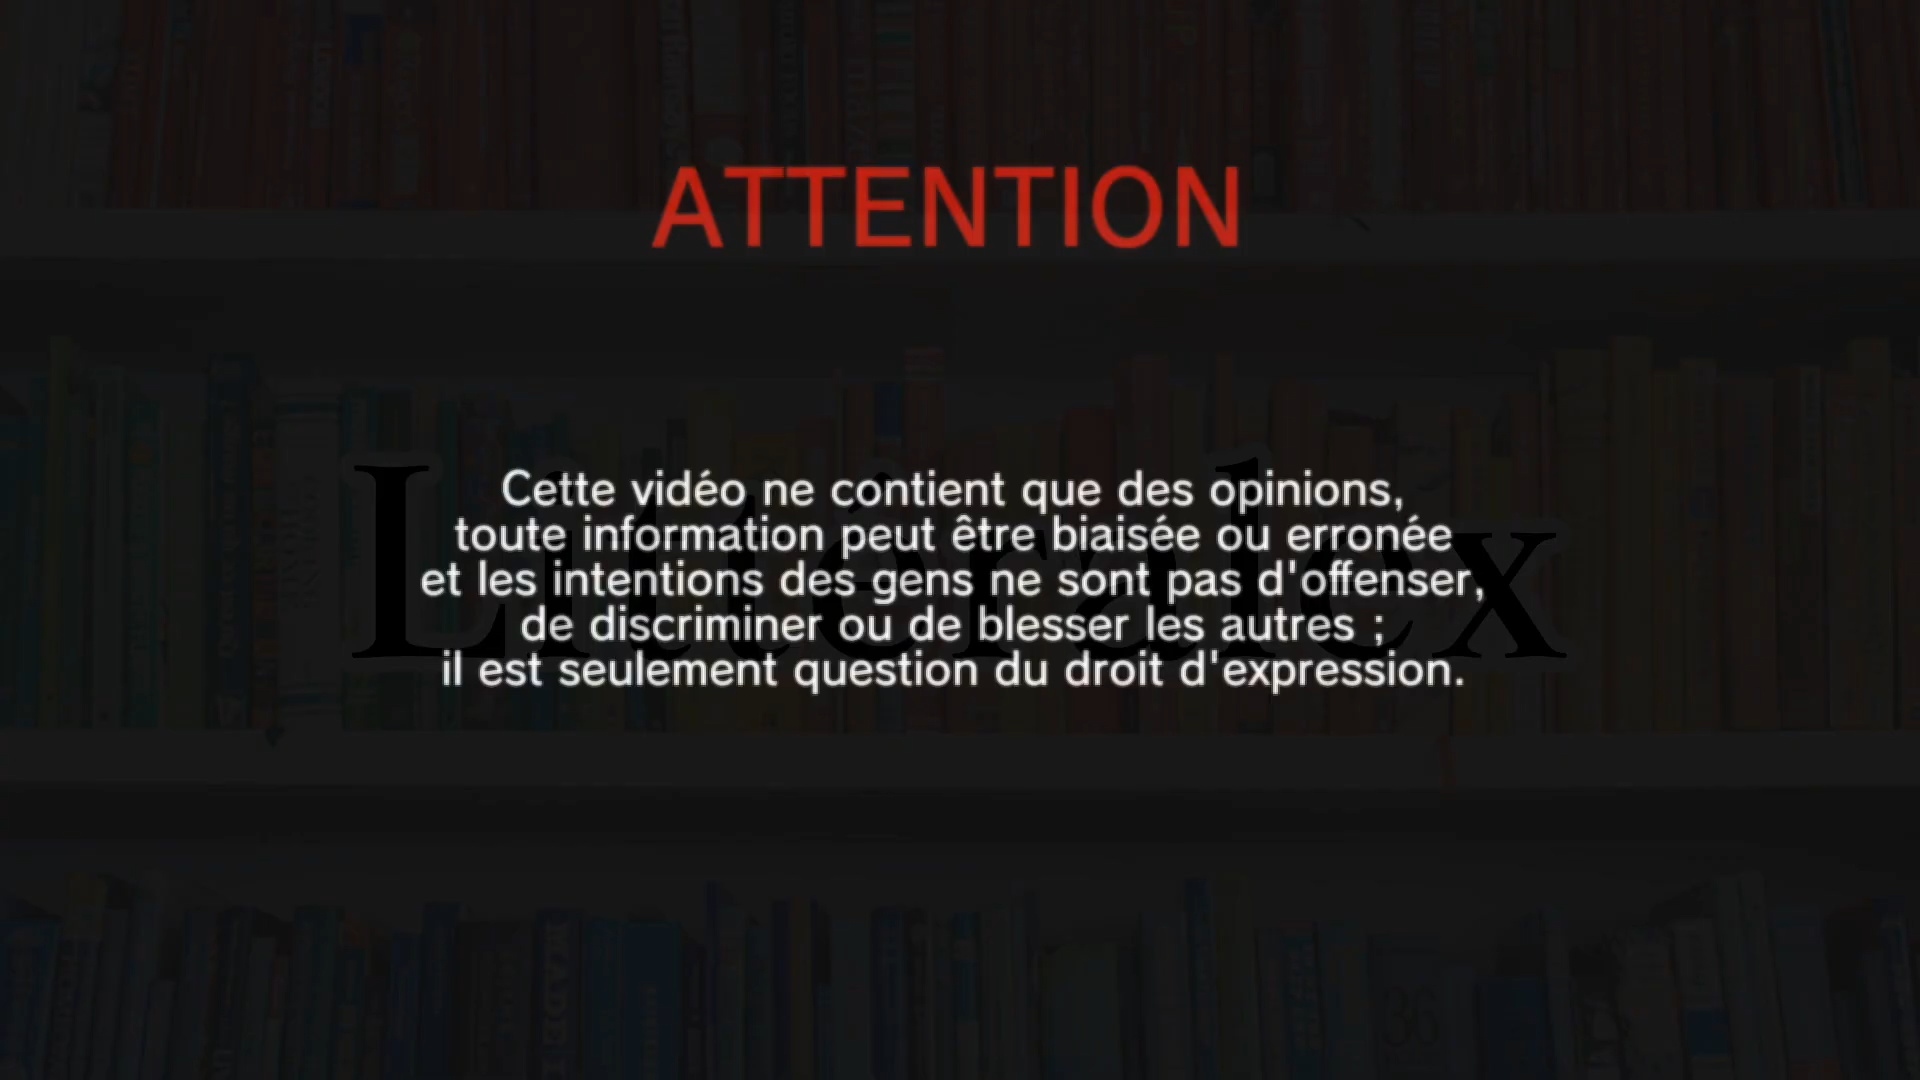 ATTENTION
Cette vidéo ne contient que des opinions,
toute information peut être biaisée ou erronée
et les intentions des gens ne sont pas d'offenser,
de discriminer ou de blesser les autres ;
il est seulement question du droit d'expression.
Littéralex